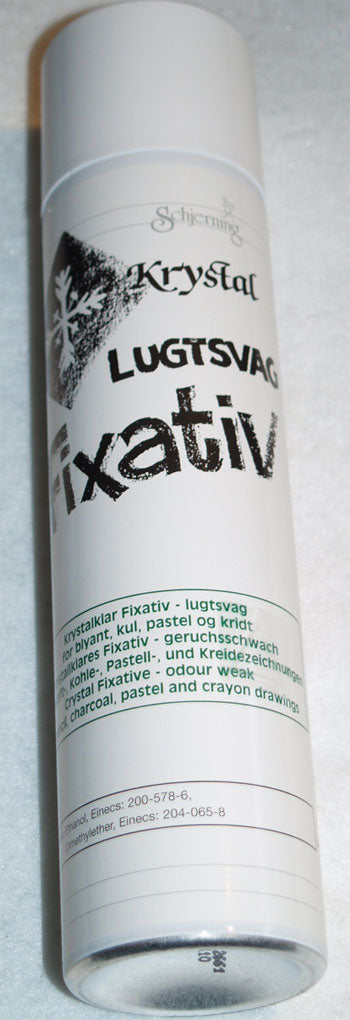 Schjerning
Krystal
LUGTSVAG
Fixativ
Krystalklar Fixativ - lugtsvag
for blyant, kul, pastel og kridt
tallklares Fixativ - geruchsschwach
Kohle-, Pastell-, und Kreidezeichnungen
Crystal Fixative - odour weak
charcoal, pastel and crayon drawings
Ethanol, Einecs: 200-578-6,
Dimethylether, Einecs: 204-065-8